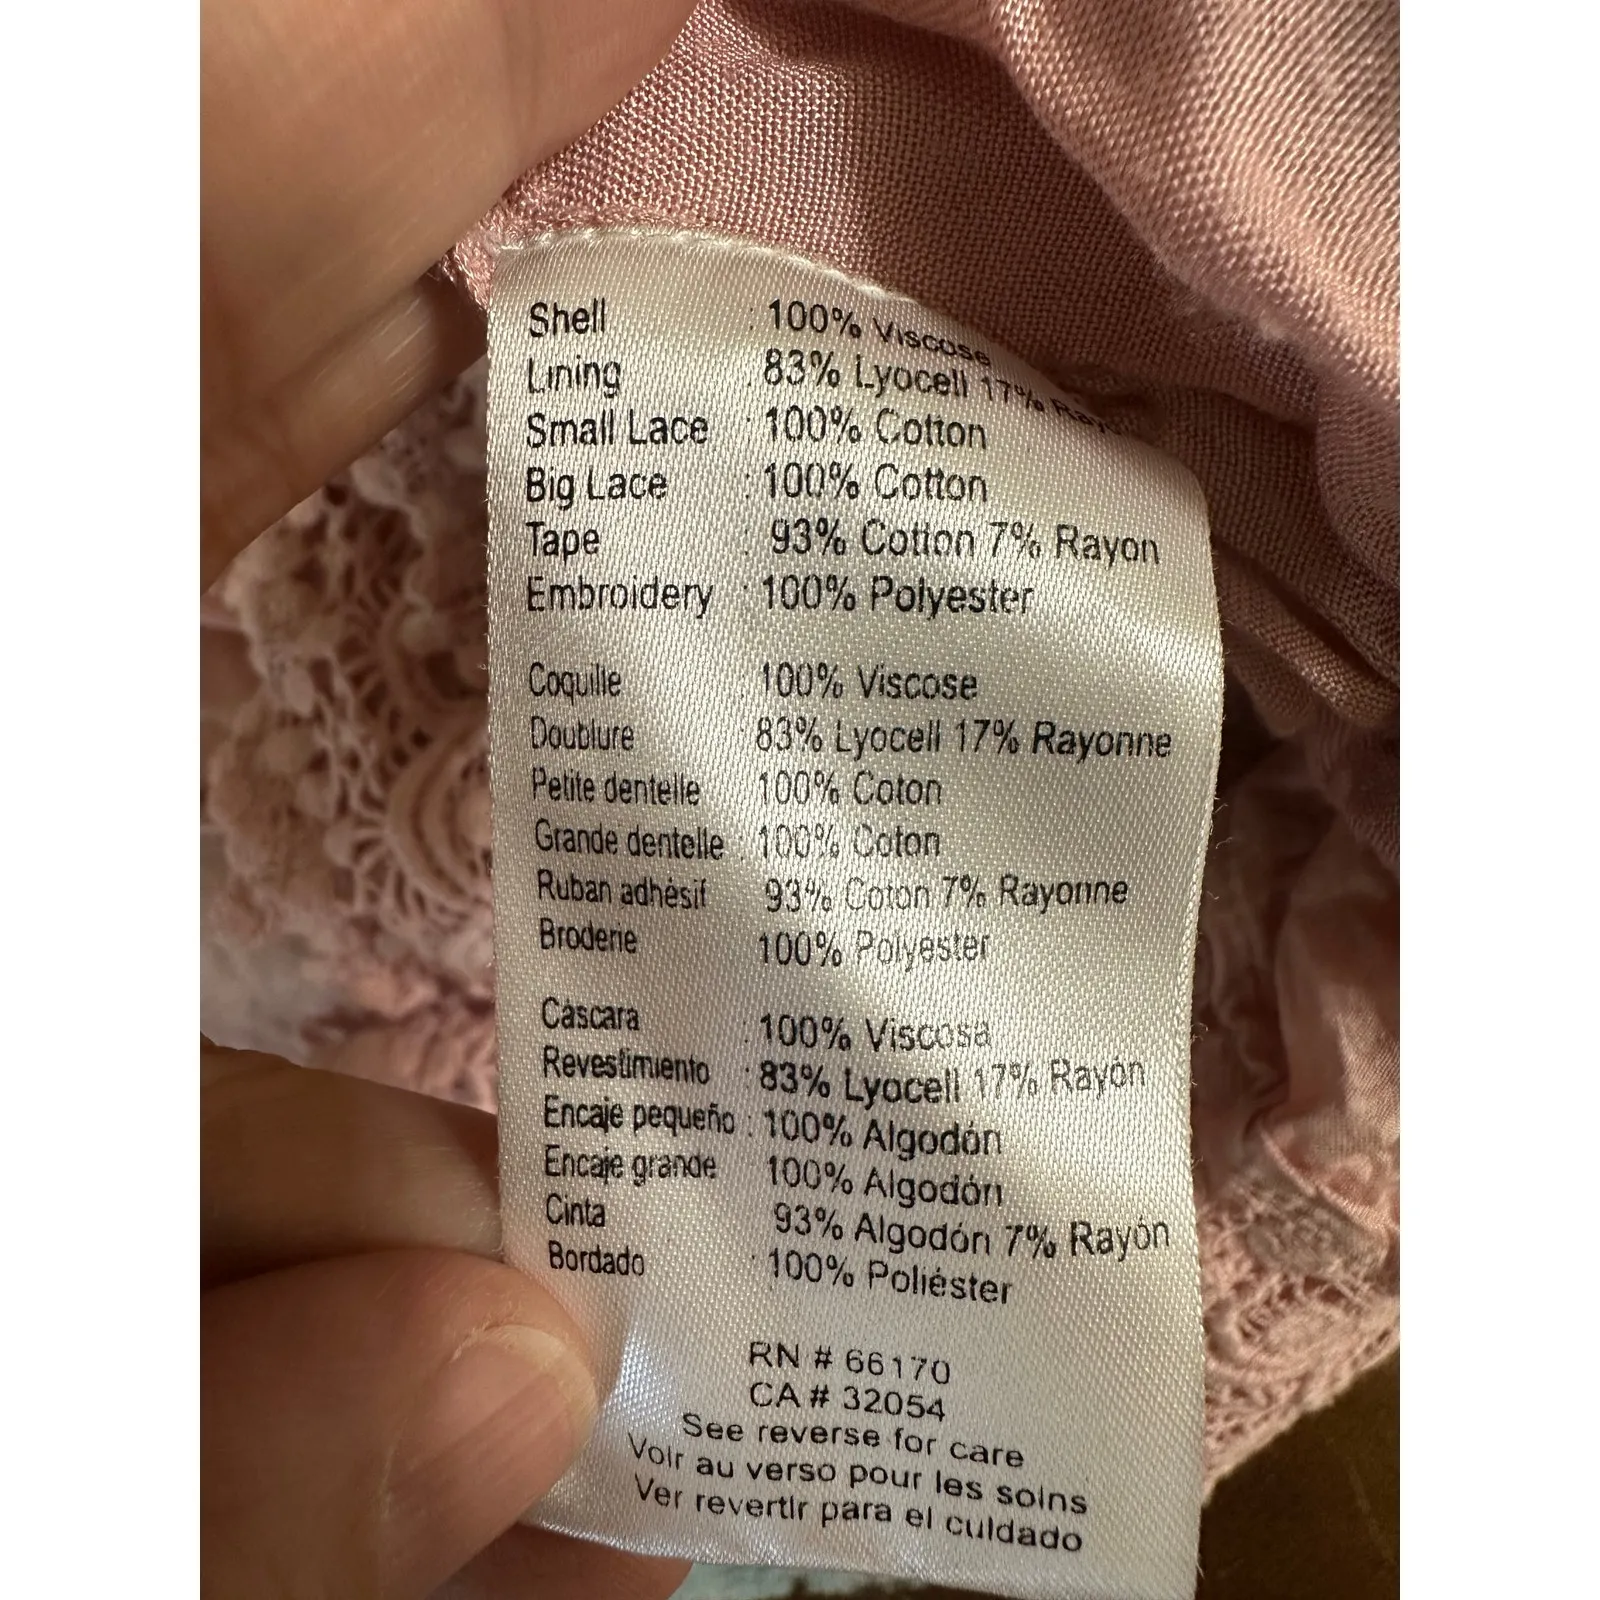 Shell : 100% Viscose
Lining : 83% Lyocell 17% Rayon
Small Lace : 100% Cotton
Big Lace : 100% Cotton
Tape : 93% Cotton 7% Rayon
Embroidery : 100% Polyester
Coquille : 100% Viscose
Doublure : 83% Lyocell 17% Rayonne
Petite dentelle : 100% Coton
Grande dentelle : 100% Coton
Ruban adhésif 93% Coton 7% Rayonne
Broderie 100% Polyester
Cáscara : 100% Viscosa
Revestimiento : 83% Lyocell 17% Rayón
Encaje pequeño : 100% Algodón
Encaje grande 100% Algodón
Cinta 93% Algodón 7% Rayón
Bordado : 100% Poliéster
RN # 66170
CA # 32054
See reverse for care
Voir au verso pour les soins
Ver revertir para el cuidado